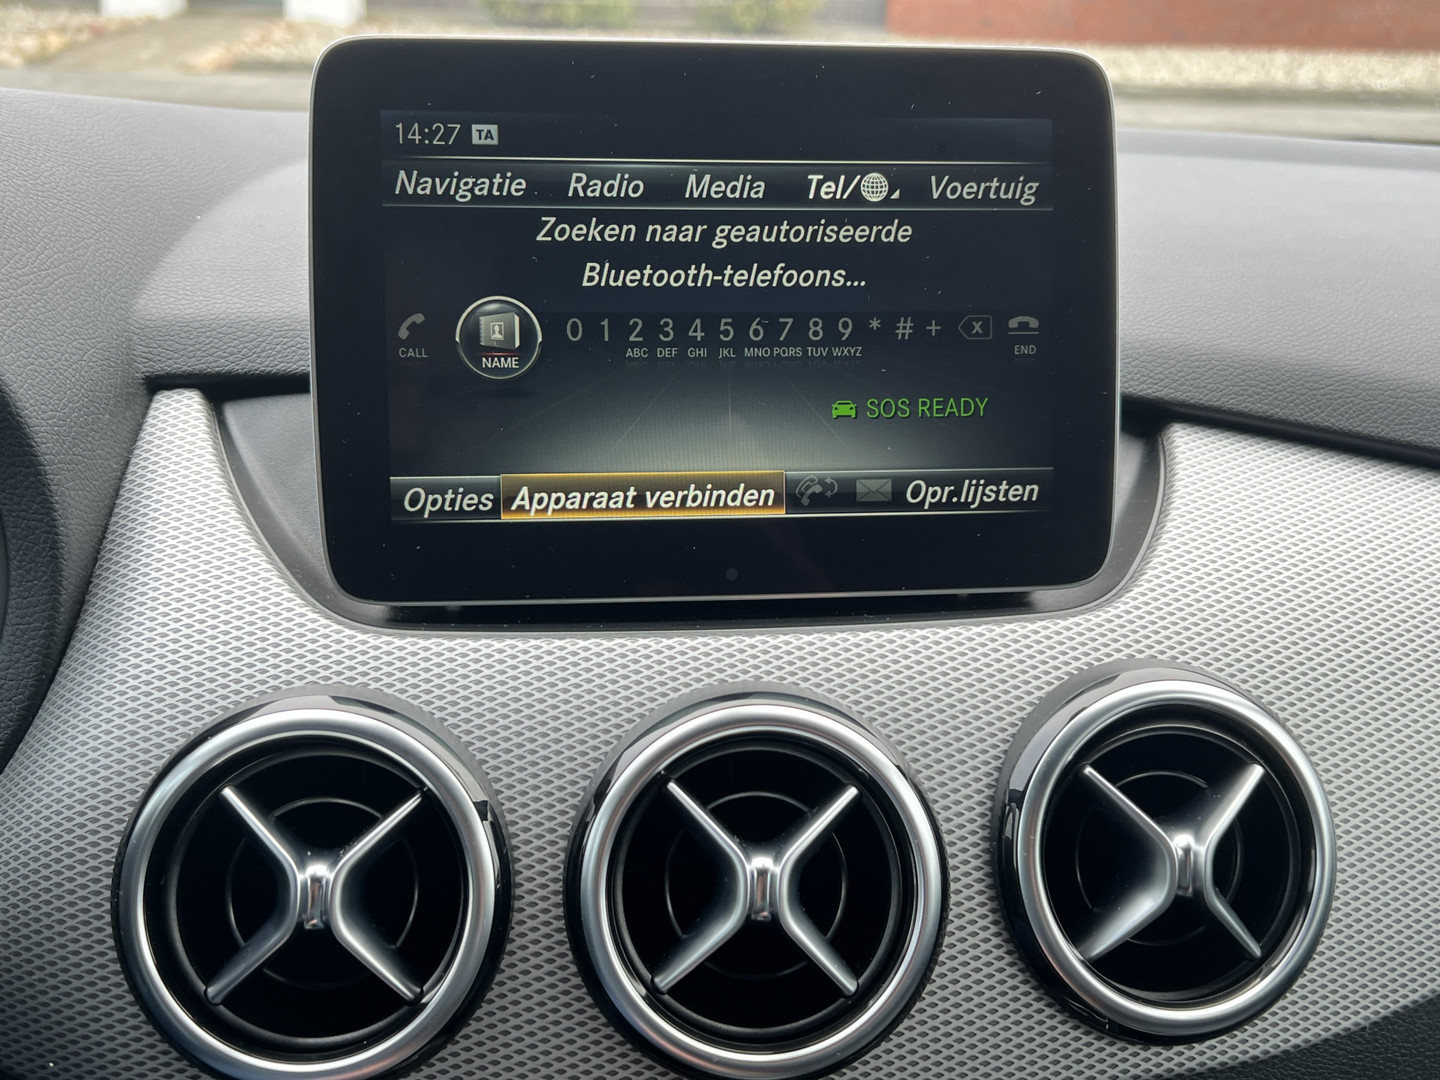 14:27 TA
Navigatie Radio Media Tel/ Voertuig
Zoeken naar geautoriseerde
Bluetooth-telefoons...
0 1 2 3 4 5 6 7 8 9 * # + X
CALL NAME ABC DEF GHI JKL MNO PQRS TUV WXYZ END
SOS READY
Opties Apparaat verbinden Opr.lijsten